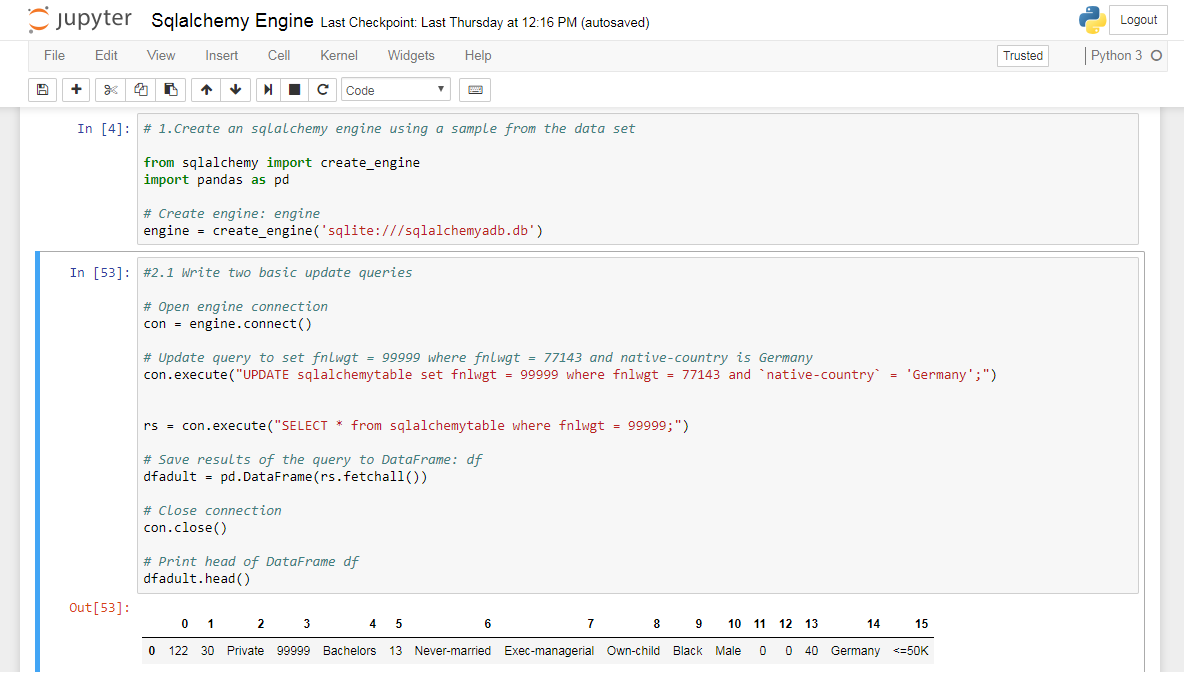 jupyter Sqlalchemy Engine Last Checkpoint: Last Thursday at 12:16 PM (autosaved) Logout
File Edit View Insert Cell Kernel Widgets Help Trusted Python 3
Code
In [4]: # 1.Create an sqlalchemy engine using a sample from the data set
from sqlalchemy import create_engine
import pandas as pd
# Create engine: engine
engine = create_engine('sqlite:///sqlalchemyadb.db')
In [53]: #2.1 Write two basic update queries
# Open engine connection
con = engine.connect()
# Update query to set fnlwgt = 99999 where fnlwgt = 77143 and native-country is Germany
con.execute("UPDATE sqlalchemytable set fnlwgt = 99999 where fnlwgt = 77143 and `native-country` = 'Germany';")
rs = con.execute("SELECT * from sqlalchemytable where fnlwgt = 99999;")
# Save results of the query to DataFrame: df
dfadult = pd.DataFrame(rs.fetchall())
# Close connection
con.close()
# Print head of DataFrame df
dfadult.head()
Out[53]:
0 1 2 3 4 5 6 7 8 9 10 11 12 13 14 15
0 122 30 Private 99999 Bachelors 13 Never-married Exec-managerial Own-child Black Male 0 0 40 Germany <=50K